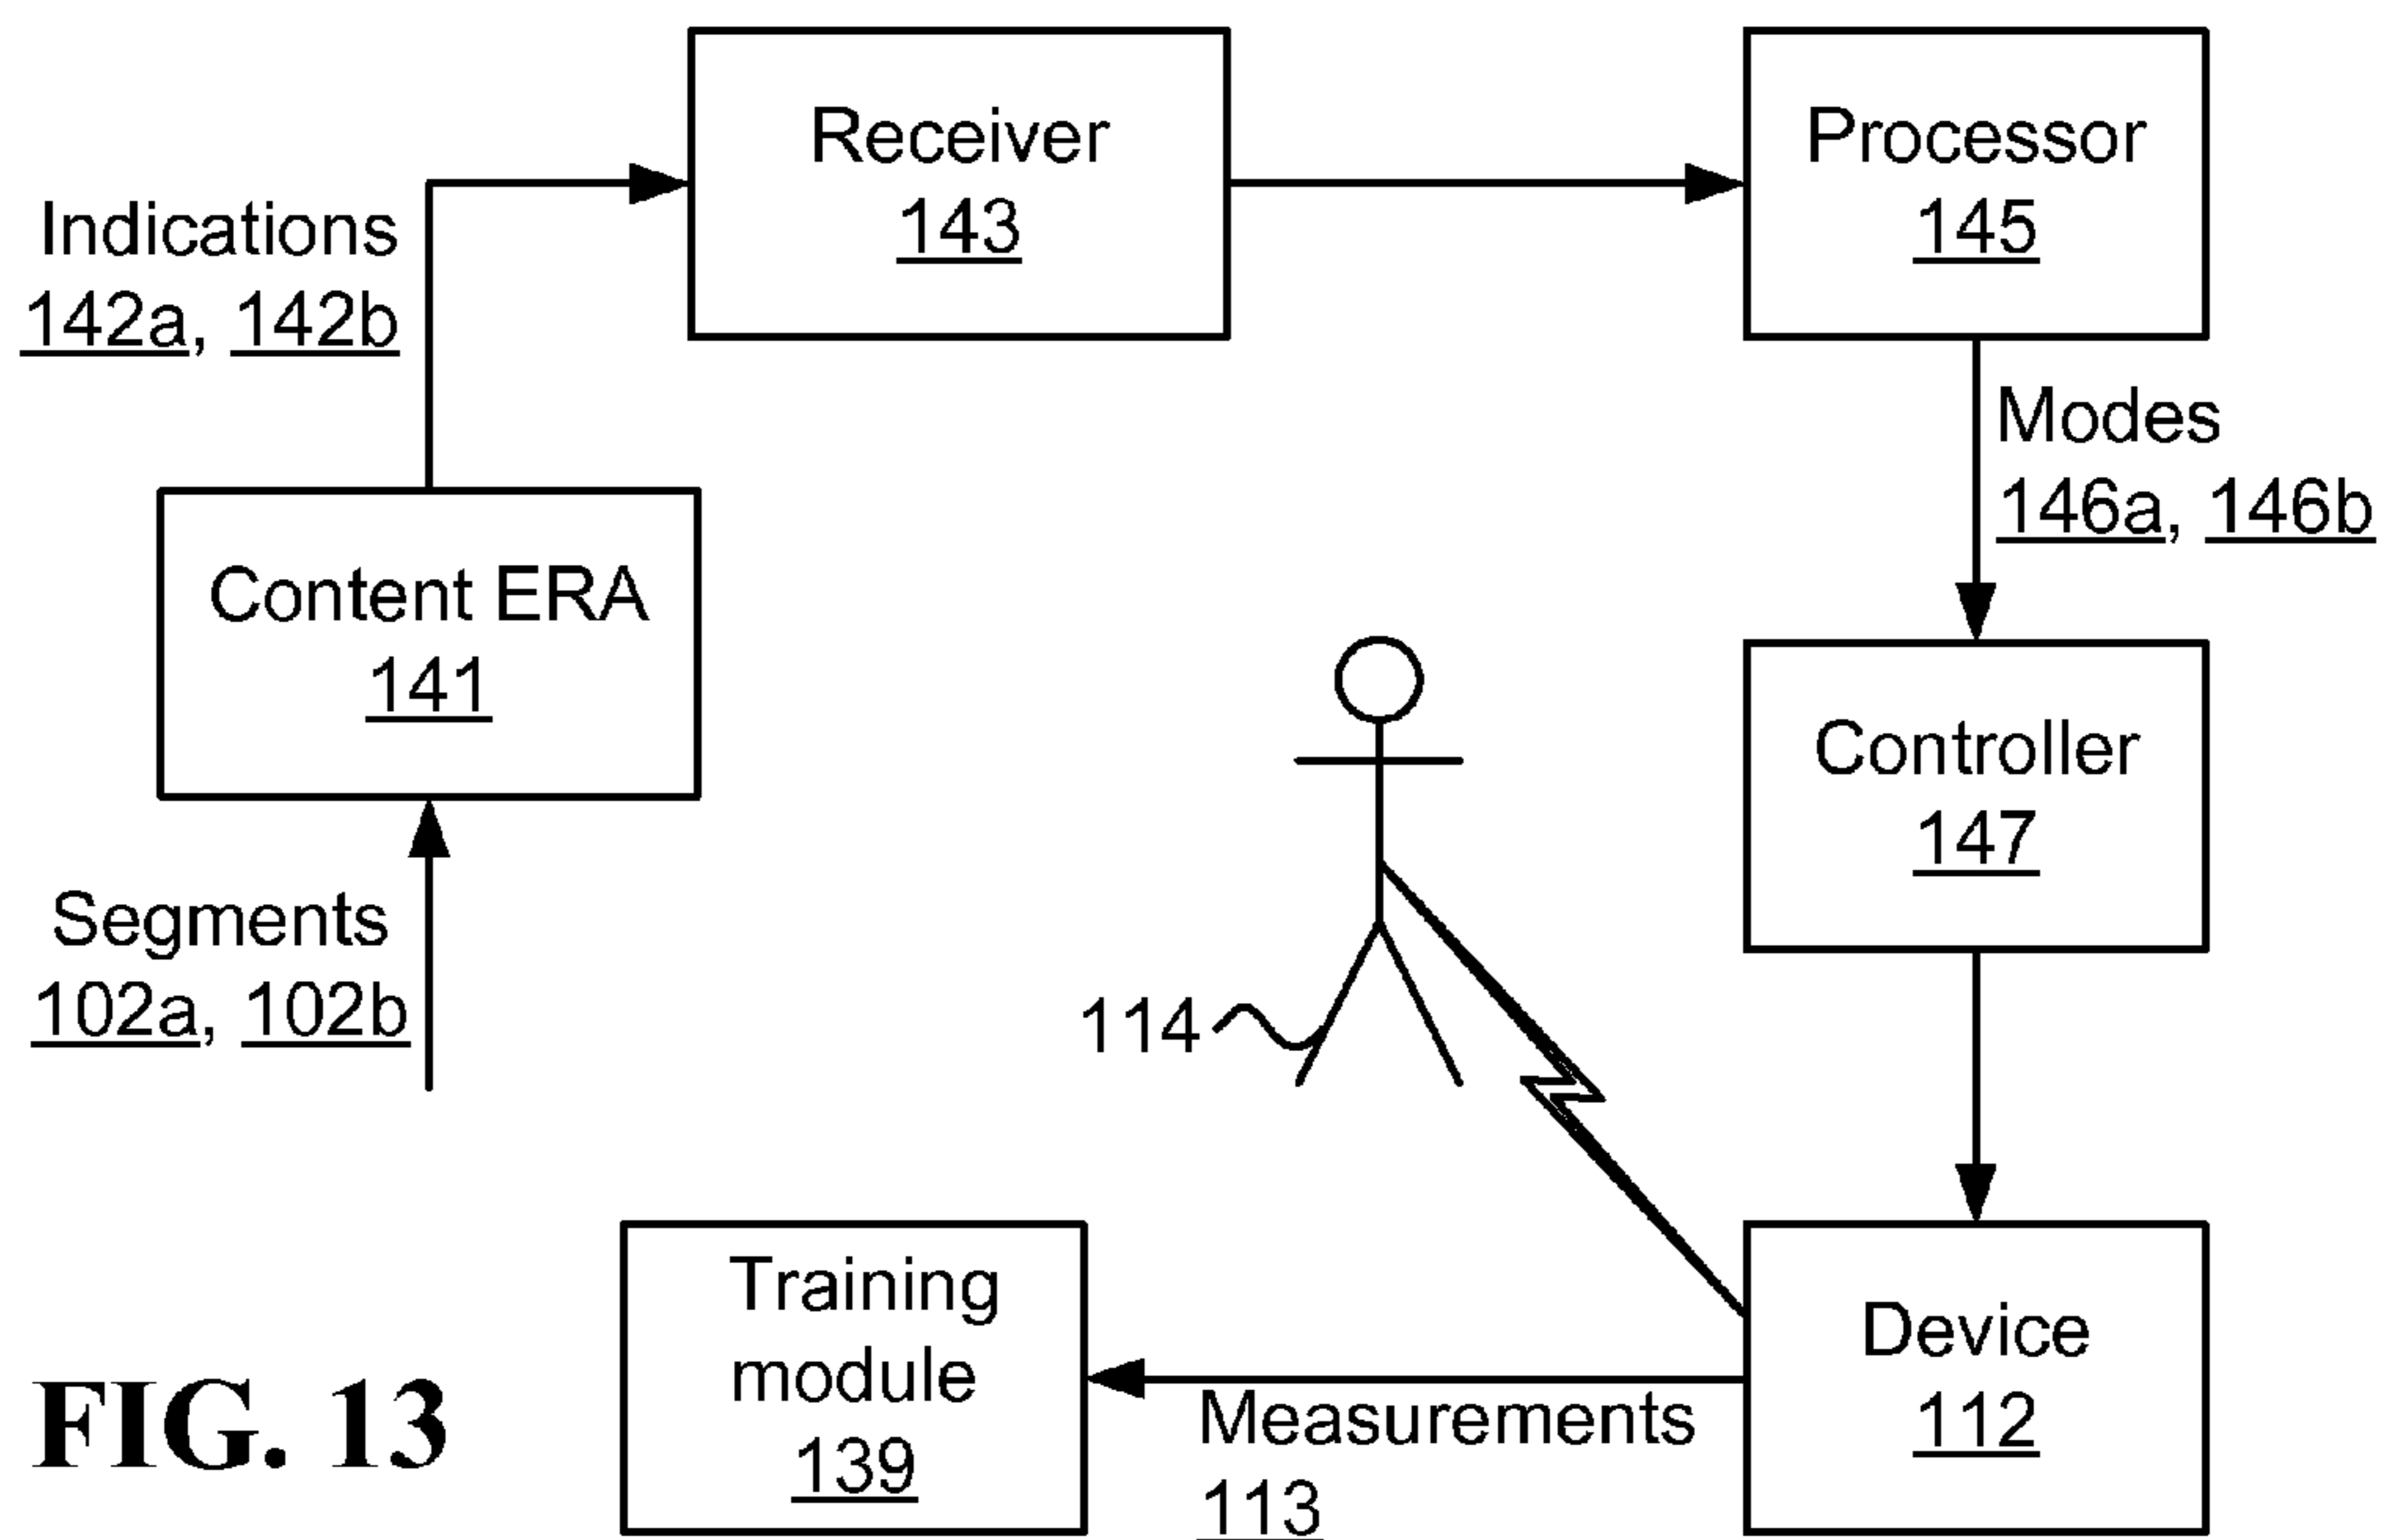 Receiver
143
Processor
145
Indications
142a, 142b
Modes
146a, 146b
Content ERA
141
Controller
147
Segments
102a, 102b
114
Training
module
139
Measurements
113
Device
112
FIG. 13